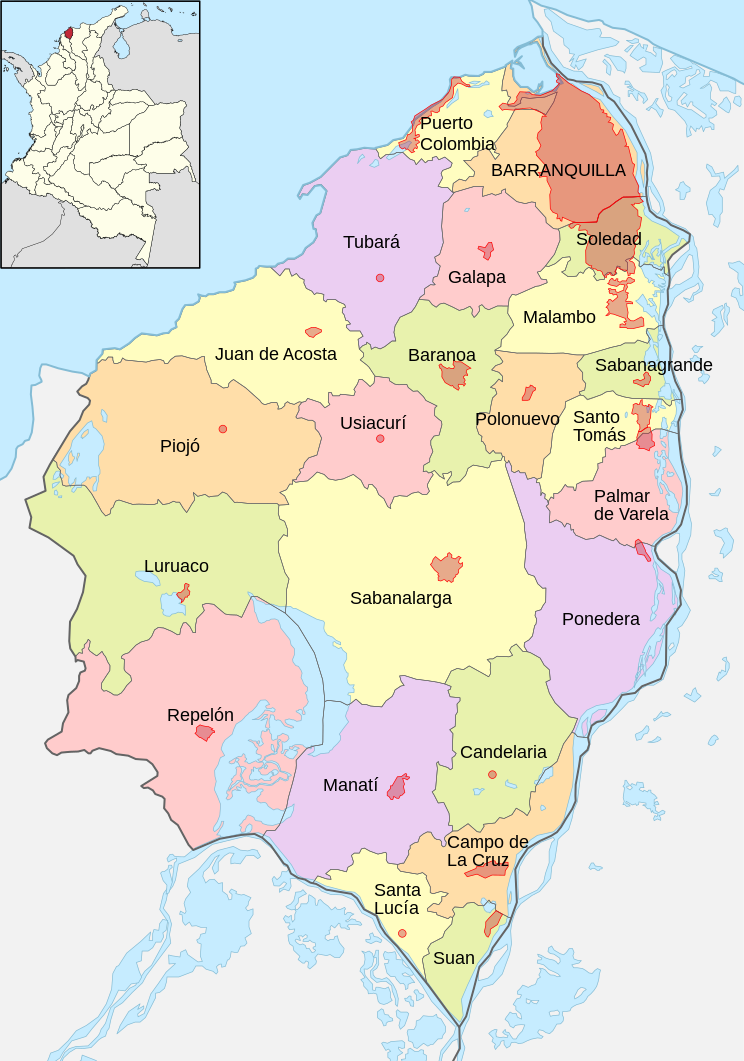 Puerto
Colombia
BARRANQUILLA
Soledad
Tubará
Galapa
Malambo
Juan de Acosta
Baranoa
Sabanagrande
Piojó
Usiacurí
Polonuevo
Santo
Tomás
Palmar
de Varela
Luruaco
Sabanalarga
Ponedera
Repelón
Candelaria
Manatí
Campo de
La Cruz
Santa
Lucía
Suan